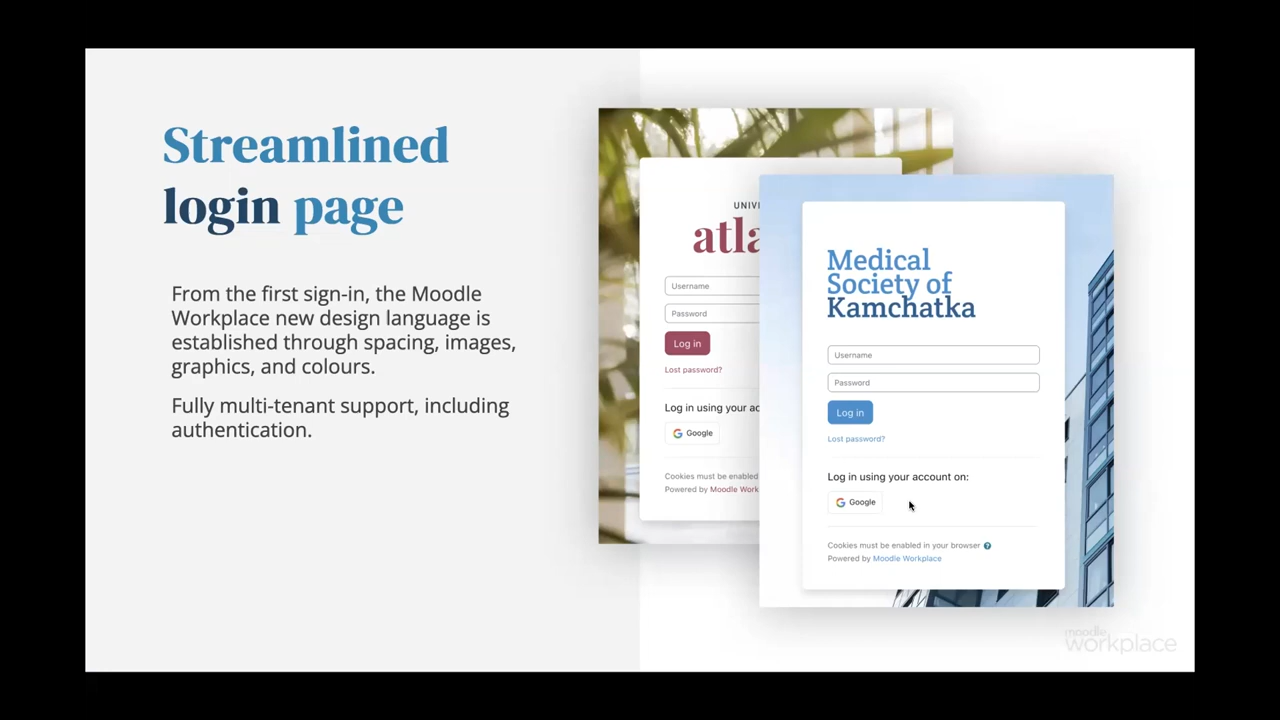 Streamlined
login page
From the first sign-in, the Moodle
Workplace new design language is
established through spacing, images,
graphics, and colours.
Fully multi-tenant support, including
authentication.
Username
Password
Log in
Lost password?
Log in using your
Google
Cookies must be enabled
Powered by Moodle
Medical
Society of
Kamchatka
Username
Password
Log in
Lost password?
Log in using your account on:
Google
Cookies must be enabled in your browser
Powered by Moodle Workplace
moodle
workplace